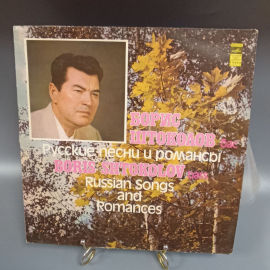 БОРИС
ШТОКОЛОВ бас
Русские песни и романсы
BORIS SHTOKOLOV bass
Russian Songs
and
Romances